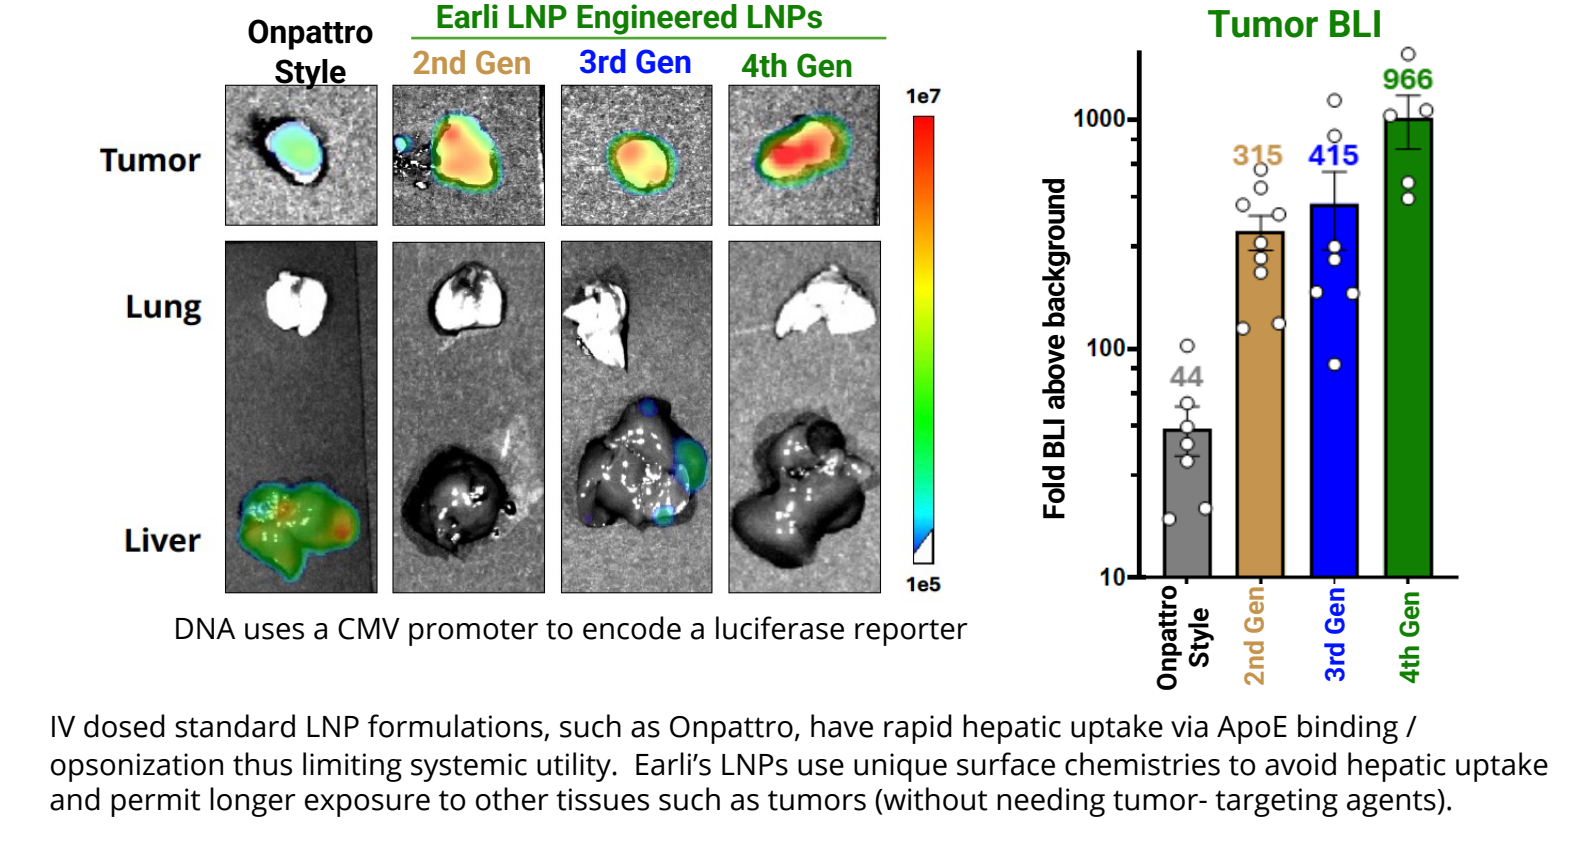 Onpattro
Style
Earli LNP Engineered LNPs
2nd Gen
3rd Gen
4th Gen
Tumor
Lung
Liver
1e7
1e5
DNA uses a CMV promoter to encode a luciferase reporter
Tumor BLI
Fold BLI above background
1000
100
10
44
315
415
966
Onpattro
Style
2nd Gen
3rd Gen
4th Gen
IV dosed standard LNP formulations, such as Onpattro, have rapid hepatic uptake via ApoE binding /
opsonization thus limiting systemic utility.  Earli’s LNPs use unique surface chemistries to avoid hepatic uptake
and permit longer exposure to other tissues such as tumors (without needing tumor- targeting agents).